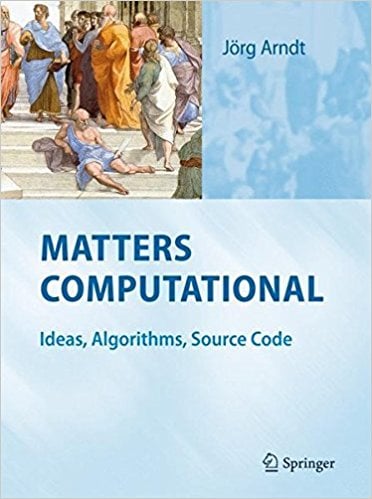 Jörg Arndt
MATTERS
COMPUTATIONAL
Ideas, Algorithms, Source Code
Springer